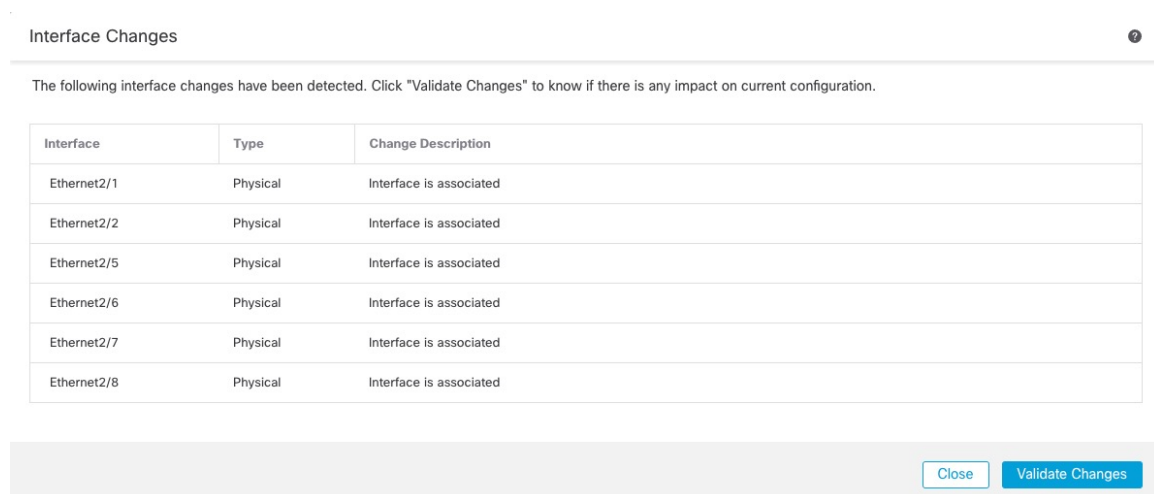 Interface Changes
?
The following interface changes have been detected. Click "Validate Changes" to know if there is any impact on current configuration.
Interface Type Change Description
Ethernet2/1 Physical Interface is associated
Ethernet2/2 Physical Interface is associated
Ethernet2/5 Physical Interface is associated
Ethernet2/6 Physical Interface is associated
Ethernet2/7 Physical Interface is associated
Ethernet2/8 Physical Interface is associated
Close Validate Changes